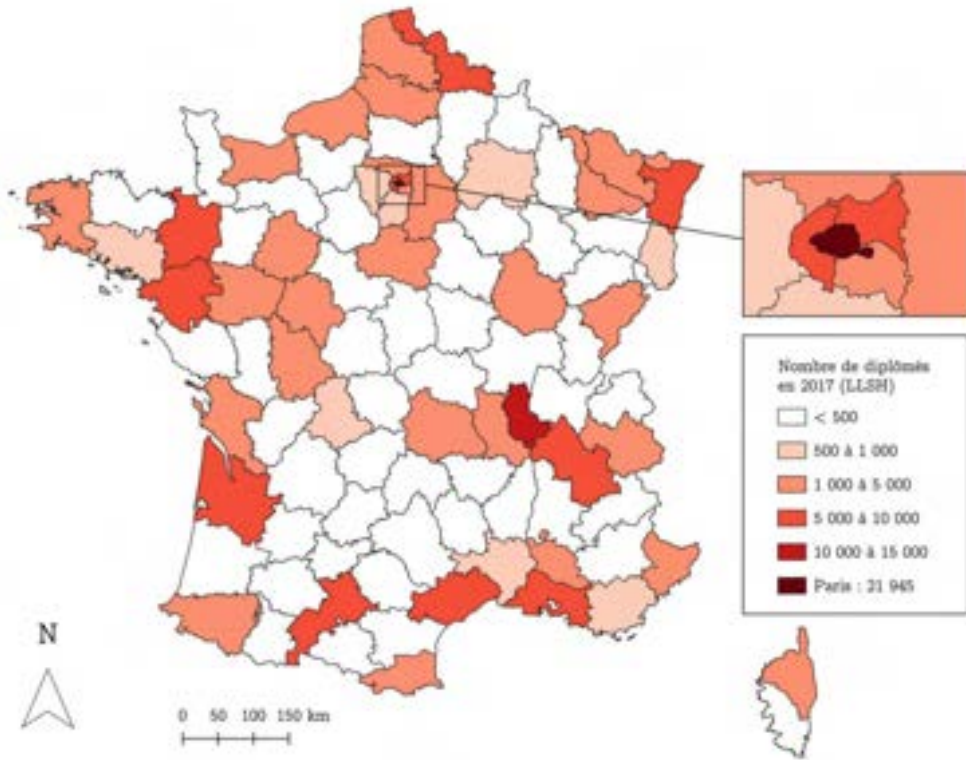 Nombre de diplômés
en 2017 (LLSH)
< 500
500 à 1 000
1 000 à 5 000
5 000 à 10 000
10 000 à 15 000
Paris : 21 945
N
0 50 100 150 km